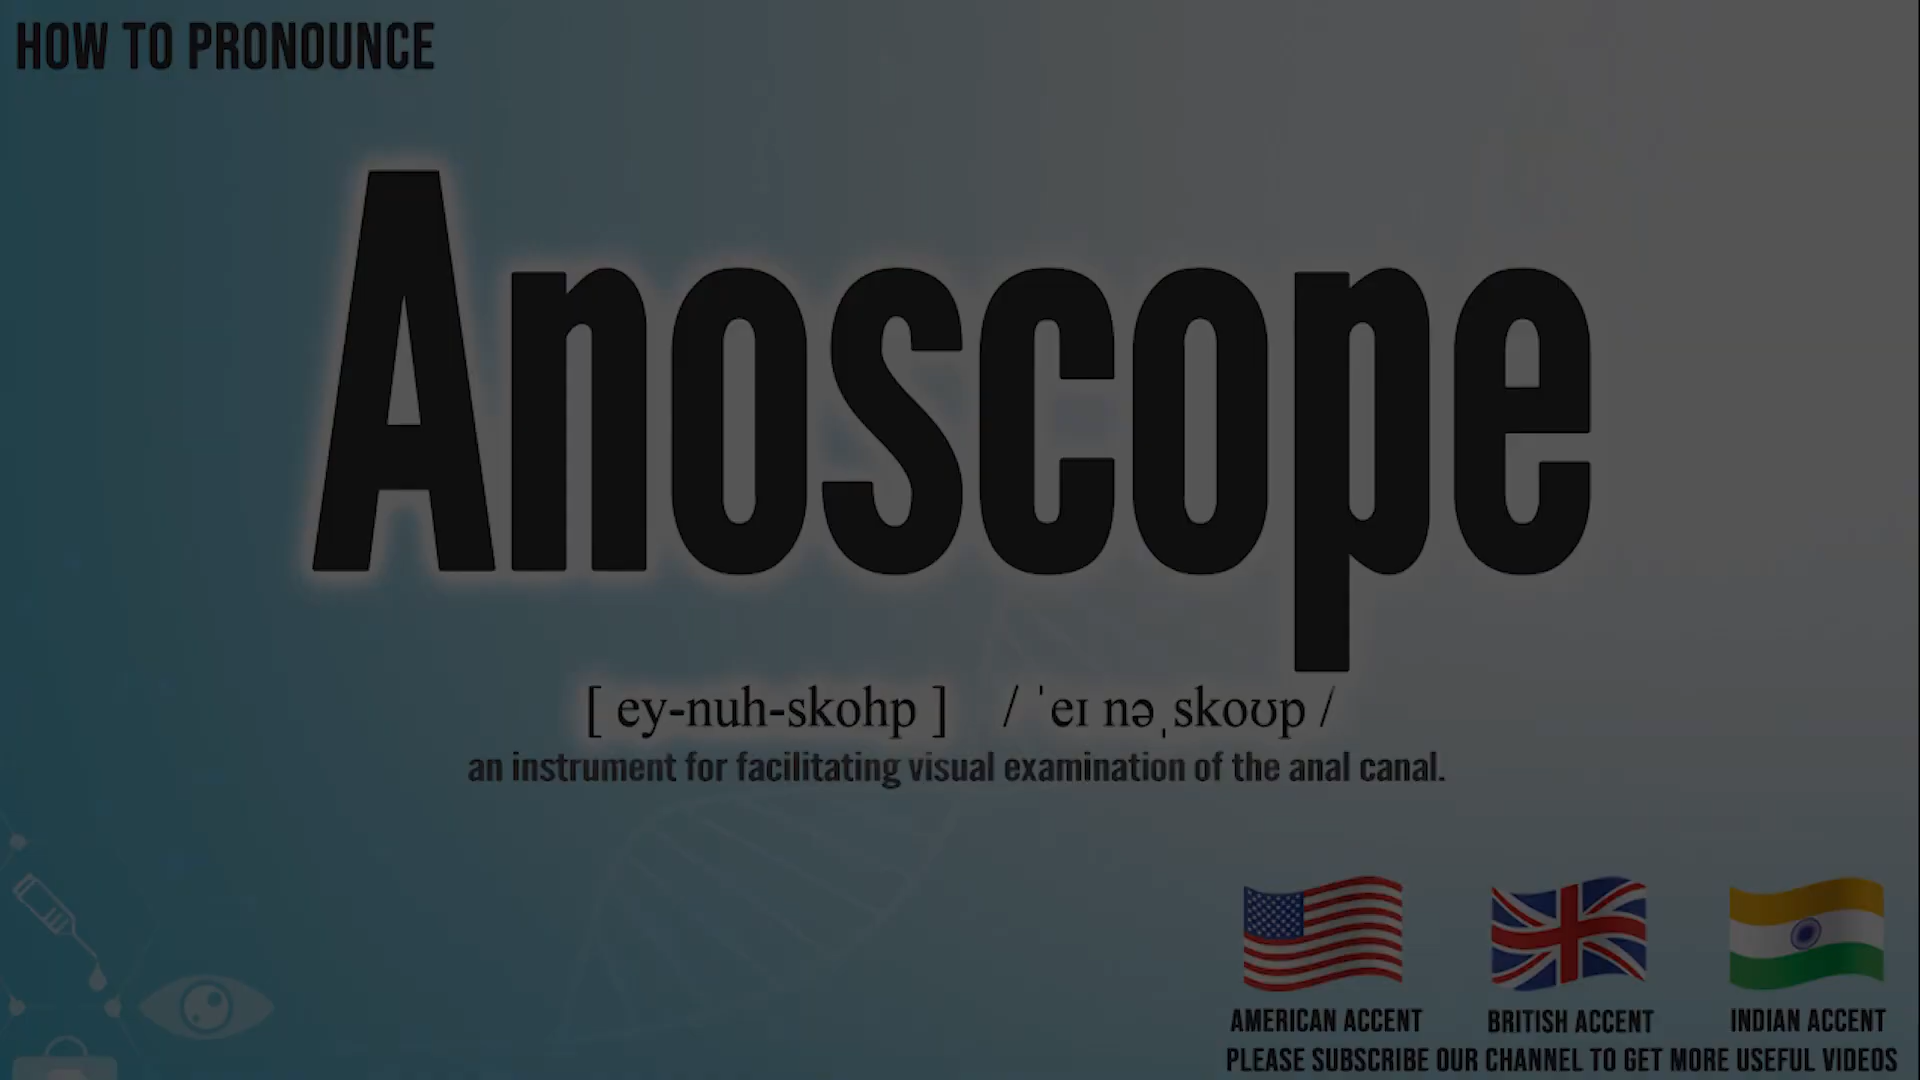 HOW TO PRONOUNCE
Anoscope
[ ey-nuh-skohp ] / ˈeɪ nəˌskoʊp /
an instrument for facilitating visual examination of the anal canal.
AMERICAN ACCENT BRITISH ACCENT INDIAN ACCENT
PLEASE SUBSCRIBE OUR CHANNEL TO GET MORE USEFUL VIDEOS